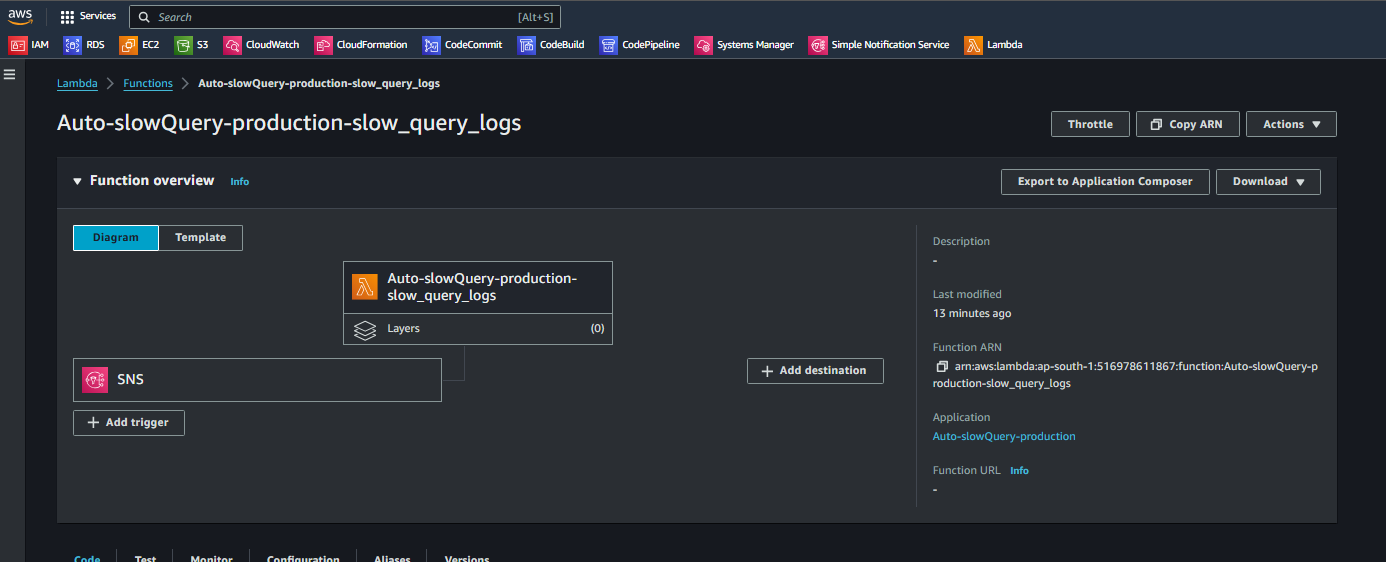 aws
Services
Search [Alt+S]
IAM RDS EC2 S3 CloudWatch CloudFormation CodeCommit CodeBuild CodePipeline Systems Manager Simple Notification Service Lambda
Lambda Functions Auto-slowQuery-production-slow_query_logs
Auto-slowQuery-production-slow_query_logs
Throttle Copy ARN Actions
Function overview Info
Export to Application Composer Download
Diagram Template
Auto-slowQuery-production-
slow_query_logs
Layers (0)
SNS
+ Add trigger
+ Add destination
Description
-
Last modified
13 minutes ago
Function ARN
arn:aws:lambda:ap-south-1:516978611867:function:Auto-slowQuery-p
roduction-slow_query_logs
Application
Auto-slowQuery-production
Function URL Info
-
Code Test Monitor Configuration Aliases Versions